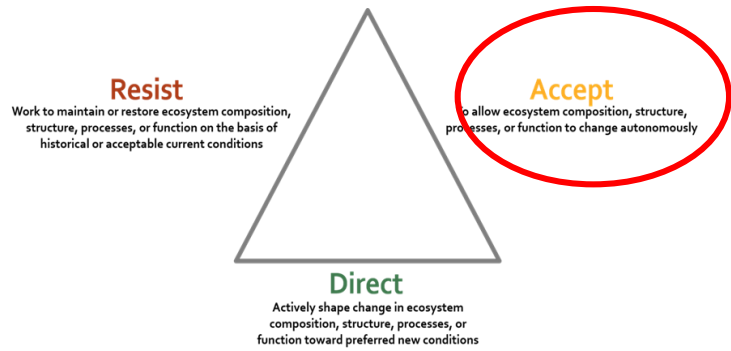 Resist
Work to maintain or restore ecosystem composition,
structure, processes, or function on the basis of
historical or acceptable current conditions
Accept
To allow ecosystem composition, structure,
processes, or function to change autonomously
Direct
Actively shape change in ecosystem
composition, structure, processes, or
function toward preferred new conditions